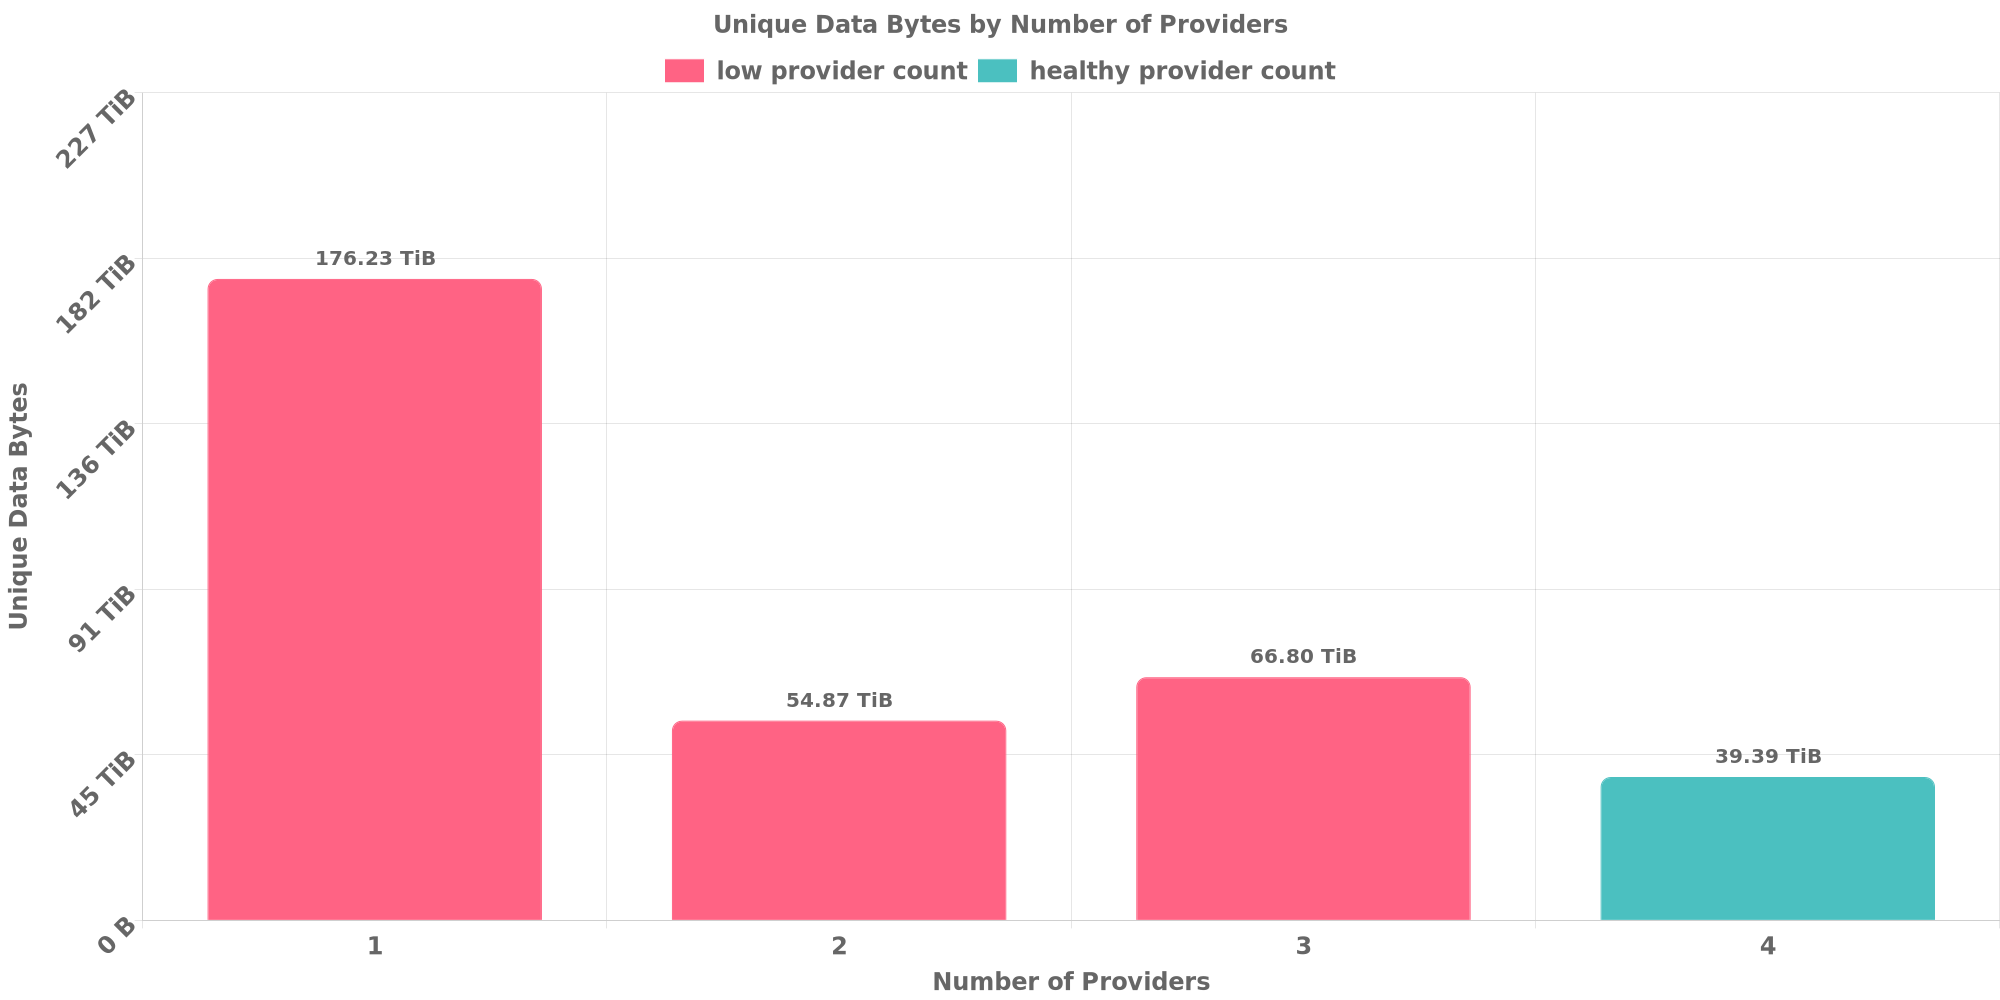 Unique Data Bytes by Number of Providers
low provider count healthy provider count
227 TiB
182 TiB
136 TiB
91 TiB
45 TiB
0 B
Unique Data Bytes
176.23 TiB
54.87 TiB
66.80 TiB
39.39 TiB
1 2 3 4
Number of Providers